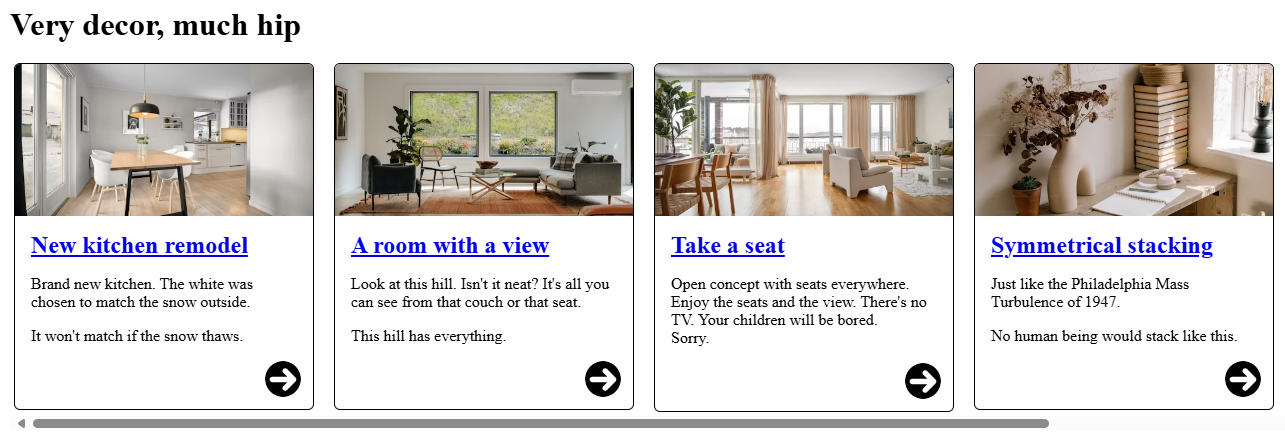 Very decor, much hip
New kitchen remodel
Brand new kitchen. The white was
chosen to match the snow outside.
It won't match if the snow thaws.
A room with a view
Look at this hill. Isn't it neat? It's all you
can see from that couch or that seat.
This hill has everything.
Take a seat
Open concept with seats everywhere.
Enjoy the seats and the view. There's no
TV. Your children will be bored.
Sorry.
Symmetrical stacking
Just like the Philadelphia Mass
Turbulence of 1947.
No human being would stack like this.